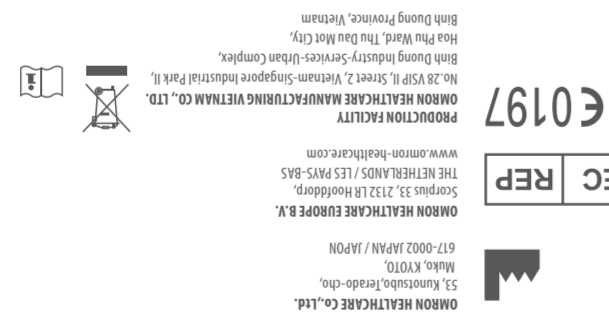 OMRON HEALTHCARE Co., Ltd.
53, Kunotsubo,Terado-cho,
Muko, KYOTO,
617-0002 JAPAN / JAPON
EC REP
OMRON HEALTHCARE EUROPE B.V.
Scorpius 33, 2132 LR Hoofddorp,
THE NETHERLANDS / LES PAYS-BAS
www.omron-healthcare.com
CE0197
PRODUCTION FACILITY
OMRON HEALTHCARE MANUFACTURING VIETNAM CO., LTD.
No.28 VSIP II, Street 2, Vietnam-Singapore Industrial Park II,
Binh Duong Industry-Services-Urban Complex,
Hoa Phu Ward, Thu Dau Mot City,
Binh Duong Province, Vietnam